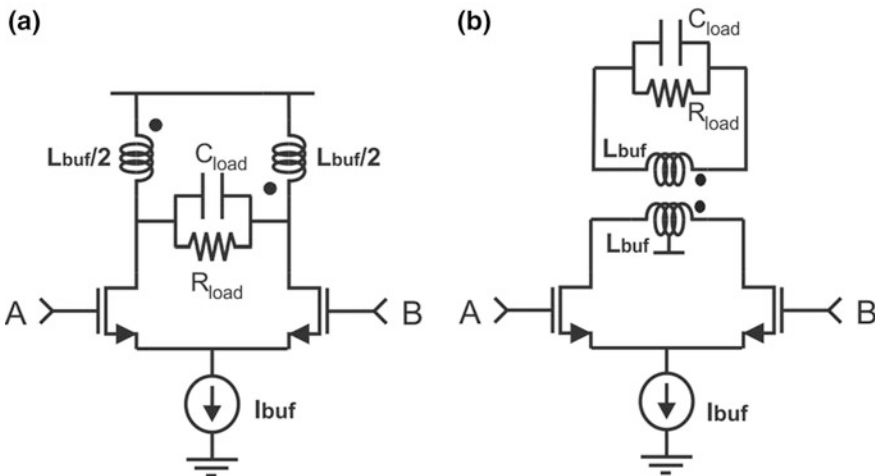 (a)
Lbuf/2
Cload
Lbuf/2
Rload
A
B
Ibuf
(b)
Cload
Rload
Lbuf
Lbuf
A
B
Ibuf